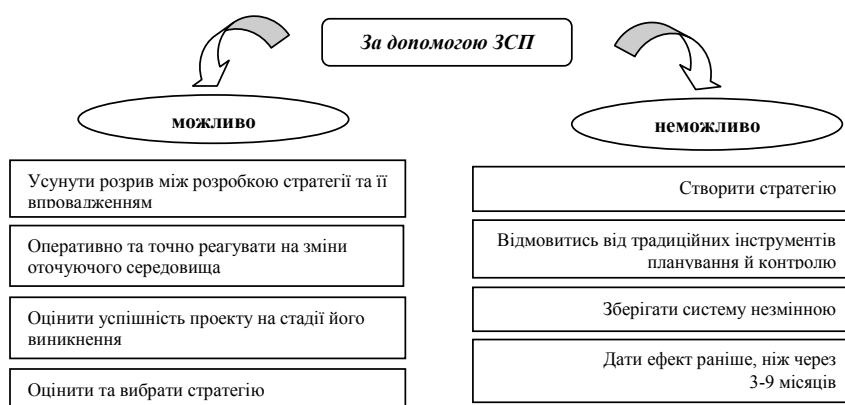 За допомогою ЗСП
можливо
неможливо
Усунути розрив між розробкою стратегії та її
впровадженням
Оперативно та точно реагувати на зміни
оточуючого середовища
Оцінити успішність проекту на стадії його
виникнення
Оцінити та вибрати стратегію
Створити стратегію
Відмовитись від традиційних інструментів
планування й контролю
Зберігати систему незмінною
Дати ефект раніше, ніж через
3-9 місяців